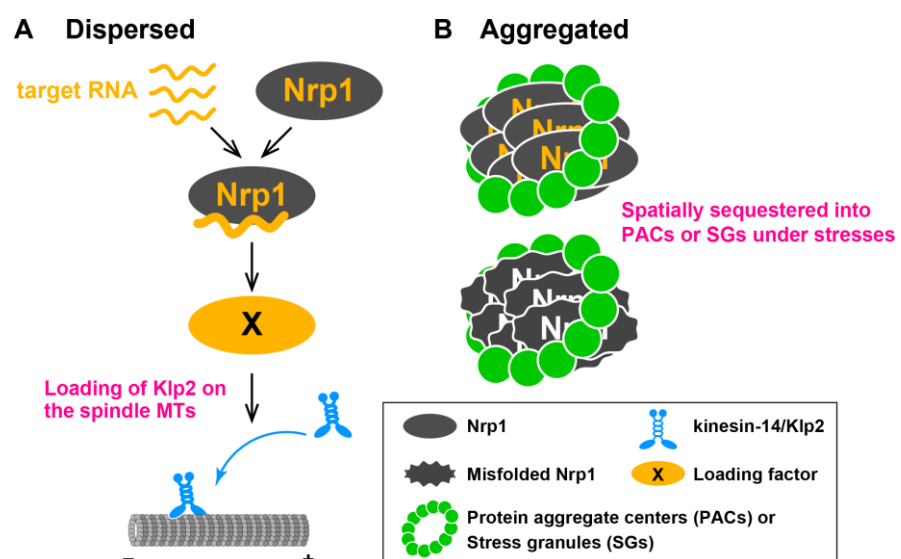 A Dispersed
target RNA
Nrp1
Nrp1
X
Loading of Klp2 on
the spindle MTs
B Aggregated
Spatially sequestered into
PACs or SGs under stresses
Nrp1
kinesin-14/Klp2
Misfolded Nrp1
X
Loading factor
Protein aggregate centers (PACs) or
Stress granules (SGs)